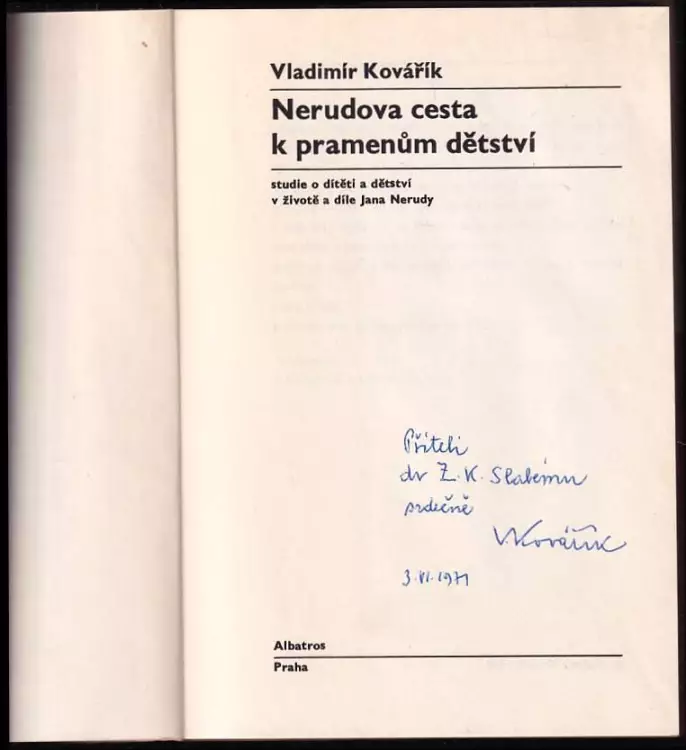 Vladimír Kovářík
Nerudova cesta
k pramenům dětství
studie o dítěti a dětství
v životě a díle Jana Nerudy
Příteli
dr Z. K. Slabému
srdečně
V. Kovářík
3. VI. 1971
Albatros
Praha